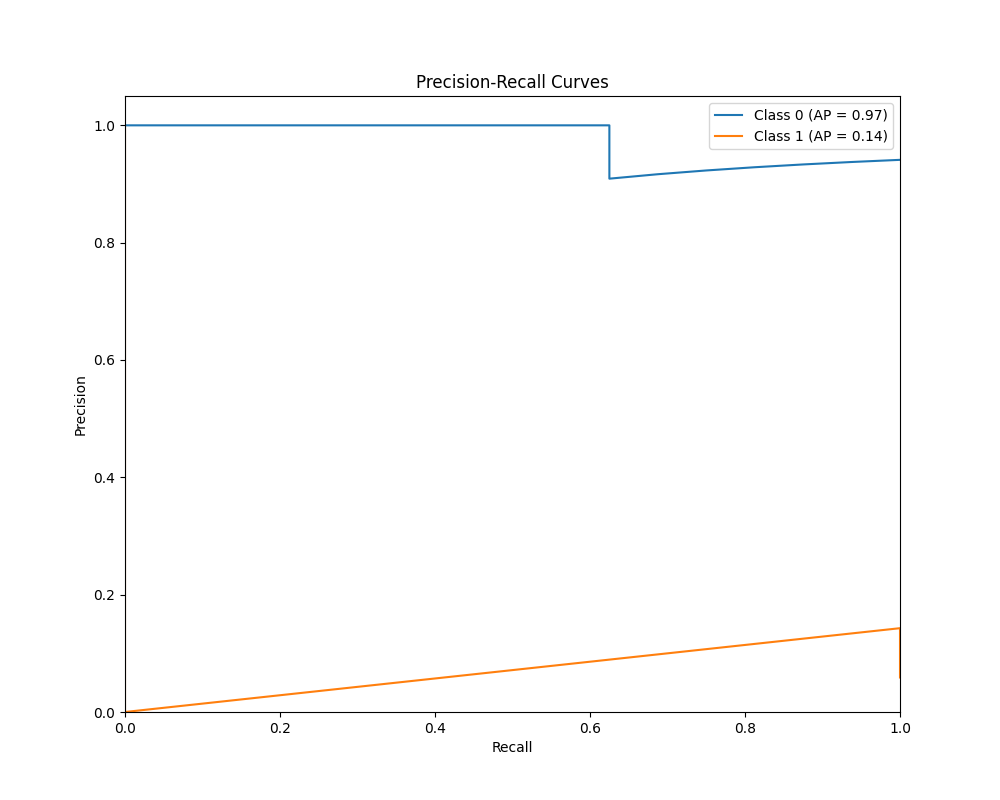 Precision-Recall Curves
Class 0 (AP = 0.97)
Class 1 (AP = 0.14)
1.0
0.8
0.6
0.4
0.2
0.0
Precision
0.0 0.2 0.4 0.6 0.8 1.0
Recall